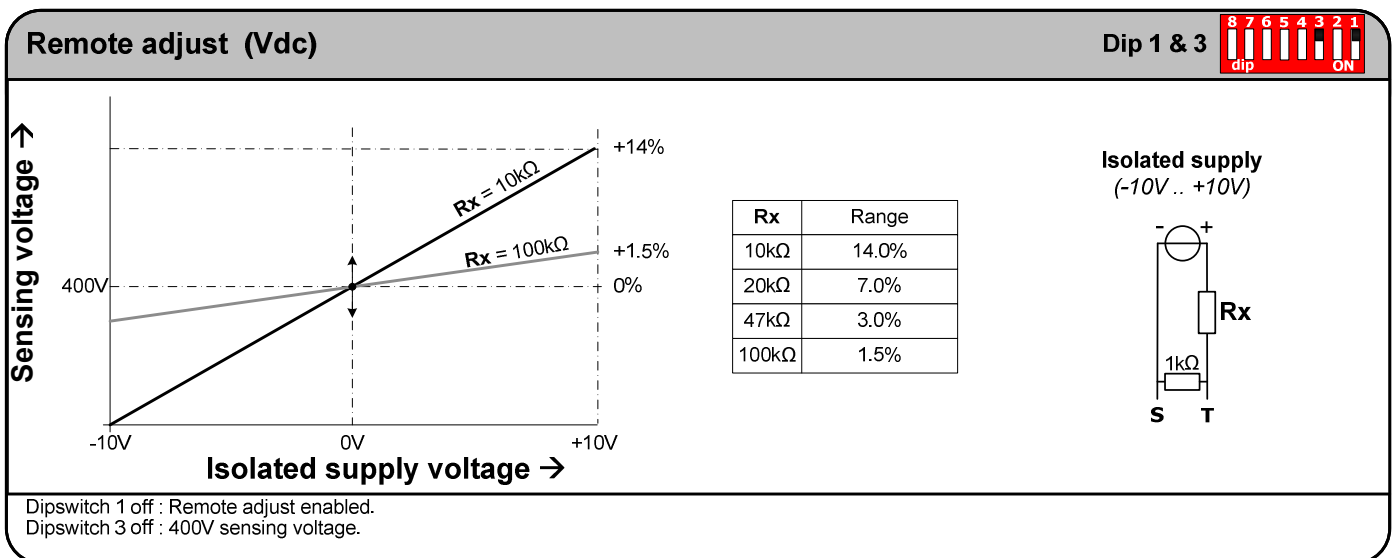 Remote adjust (Vdc)
Dip 1 & 3
8 7 6 5 4 3 2 1
dip ON
Sensing voltage →
400V
Rx = 10kΩ
Rx = 100kΩ
+14%
+1.5%
0%
-10V 0V +10V
Isolated supply voltage →
Rx Range
10kΩ 14.0%
20kΩ 7.0%
47kΩ 3.0%
100kΩ 1.5%
Isolated supply
(-10V .. +10V)
- +
Rx
1kΩ
S T
Dipswitch 1 off : Remote adjust enabled.
Dipswitch 3 off : 400V sensing voltage.